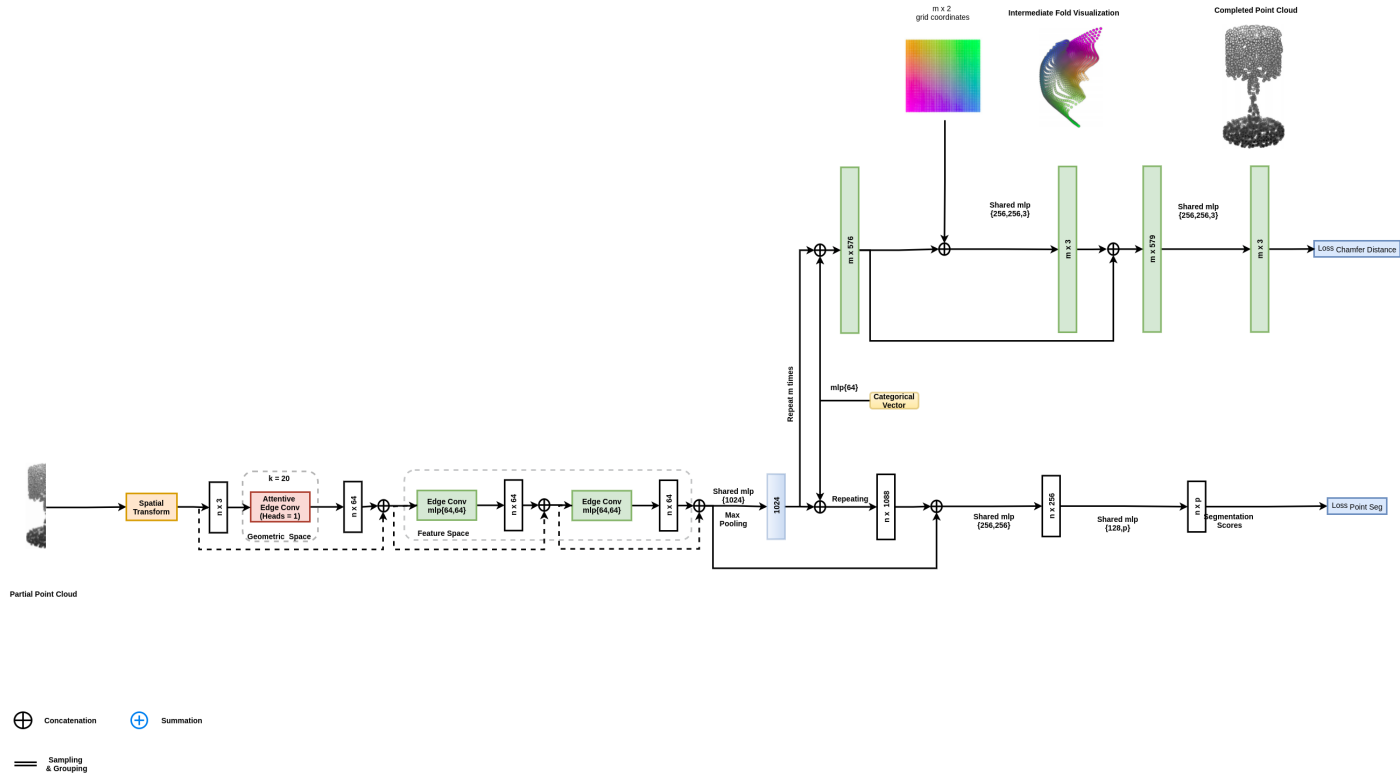 m x 2
grid coordinates
Intermediate Fold Visualization
Completed Point Cloud
m x 576
Shared mlp
{256,256,3}
m x 3
m x 579
Shared mlp
{256,256,3}
m x 3
Loss Chamfer Distance
Repeat m times
mlp{64}
Categorical
Vector
Partial Point Cloud
Spatial
Transform
n x 3
k = 20
Attentive
Edge Conv
(Heads = 1)
Geometric Space
n x 64
Edge Conv
mlp{64,64}
Feature Space
n x 64
Edge Conv
mlp{64,64}
n x 64
Shared mlp
{1024}
Max
Pooling
1024
Repeating
n x 1088
Shared mlp
{256,256}
n x 256
Shared mlp
{128,p}
n x p
Segmentation
Scores
Loss Point Seg
Concatenation
Summation
Sampling
& Grouping